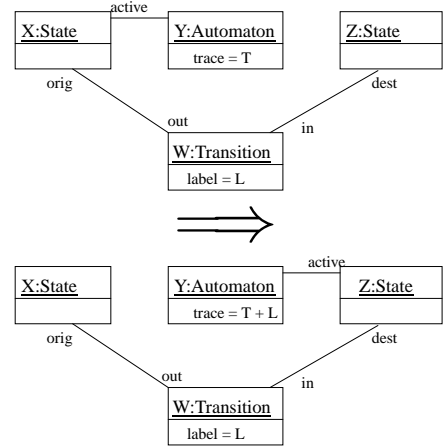 active
X:State Y:Automaton Z:State
trace = T
orig dest
out in
W:Transition
label = L
active
X:State Y:Automaton Z:State
trace = T + L
orig dest
out in
W:Transition
label = L